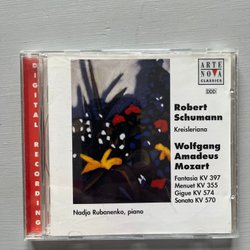 DIGITAL RECORDING
ARTE
NOVA
CLASSICS
DDD
Robert
Schumann
Kreisleriana
Wolfgang
Amadeus
Mozart
Fantasia KV 397
Menuet KV 355
Gigue KV 574
Sonata KV 570
Nadja Rubanenko, piano